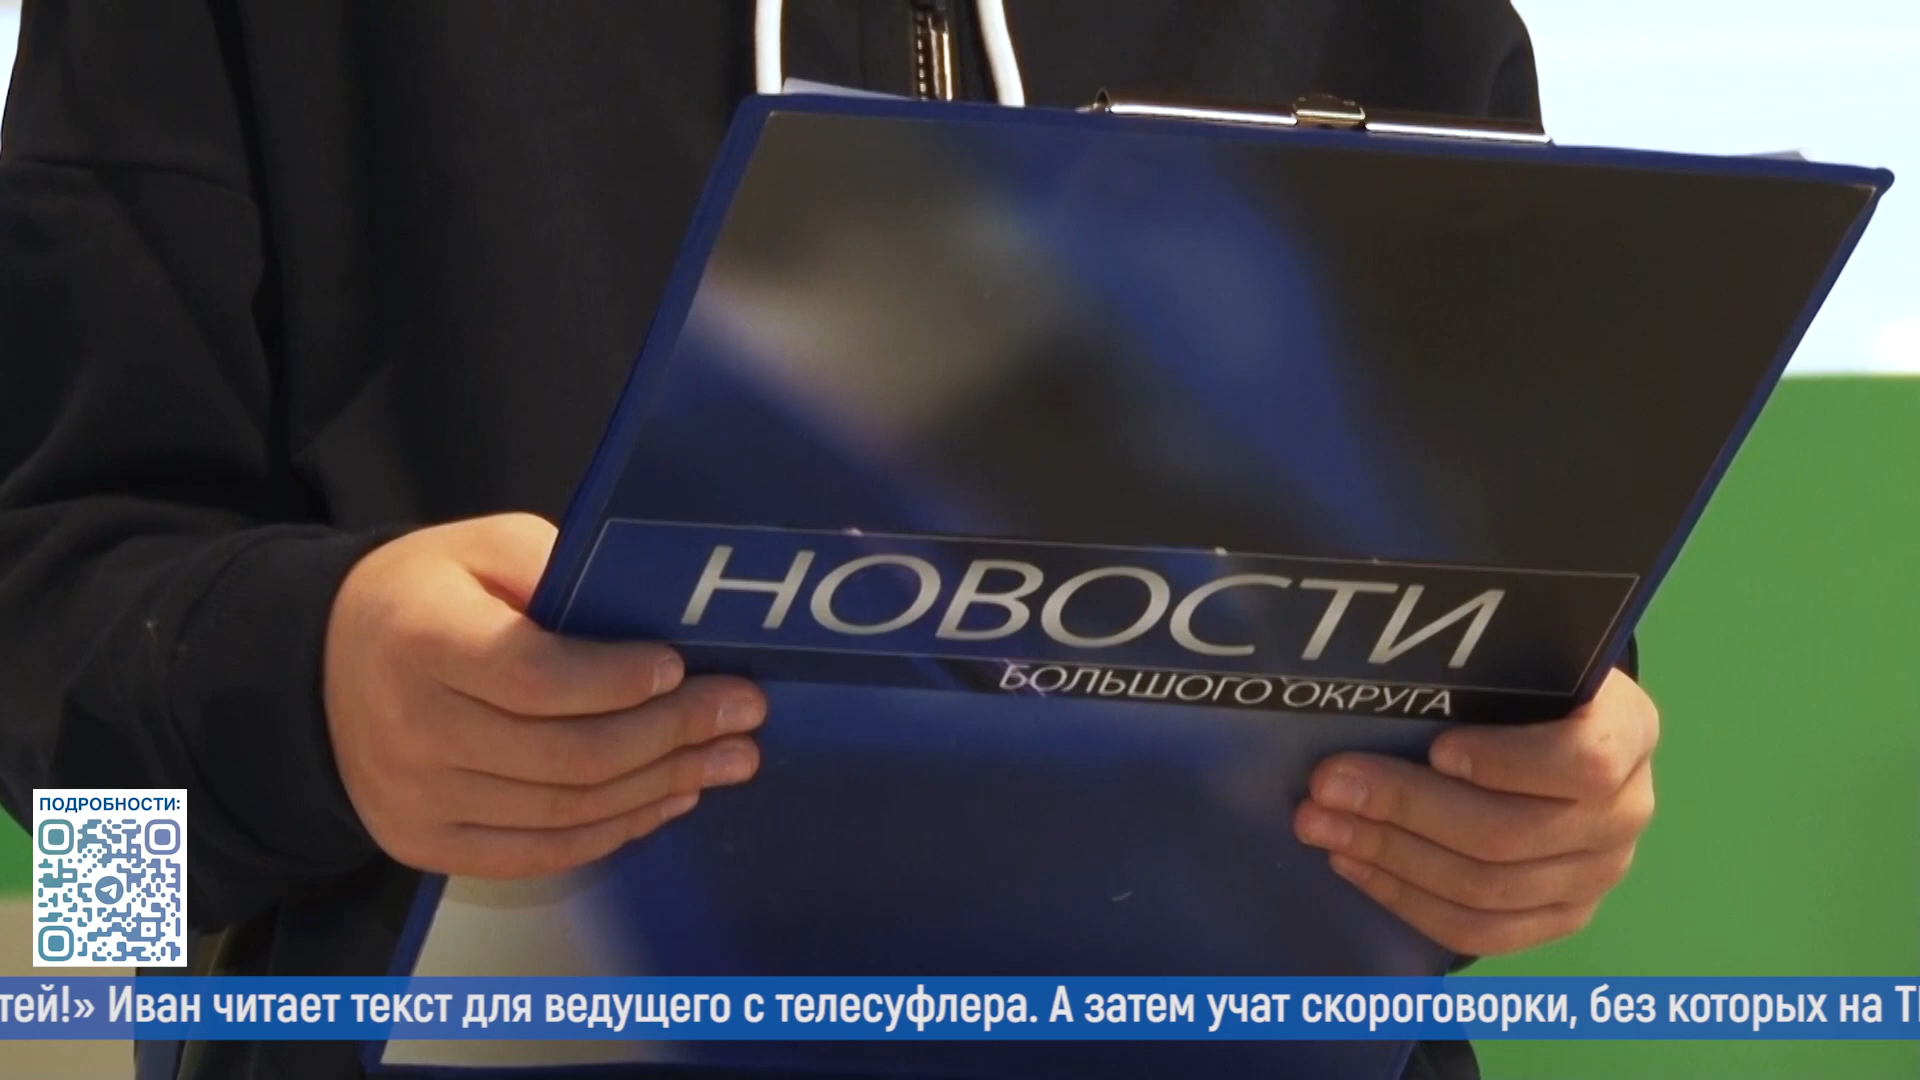 НОВОСТИ
БОЛЬШОГО ОКРУГА
ПОДРОБНОСТИ:
тей!» Иван читает текст для ведущего с телесуфлера. А затем учат скороговорки, без которых на